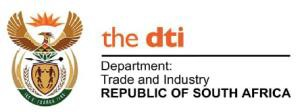 the dti
Department:
Trade and Industry
REPUBLIC OF SOUTH AFRICA